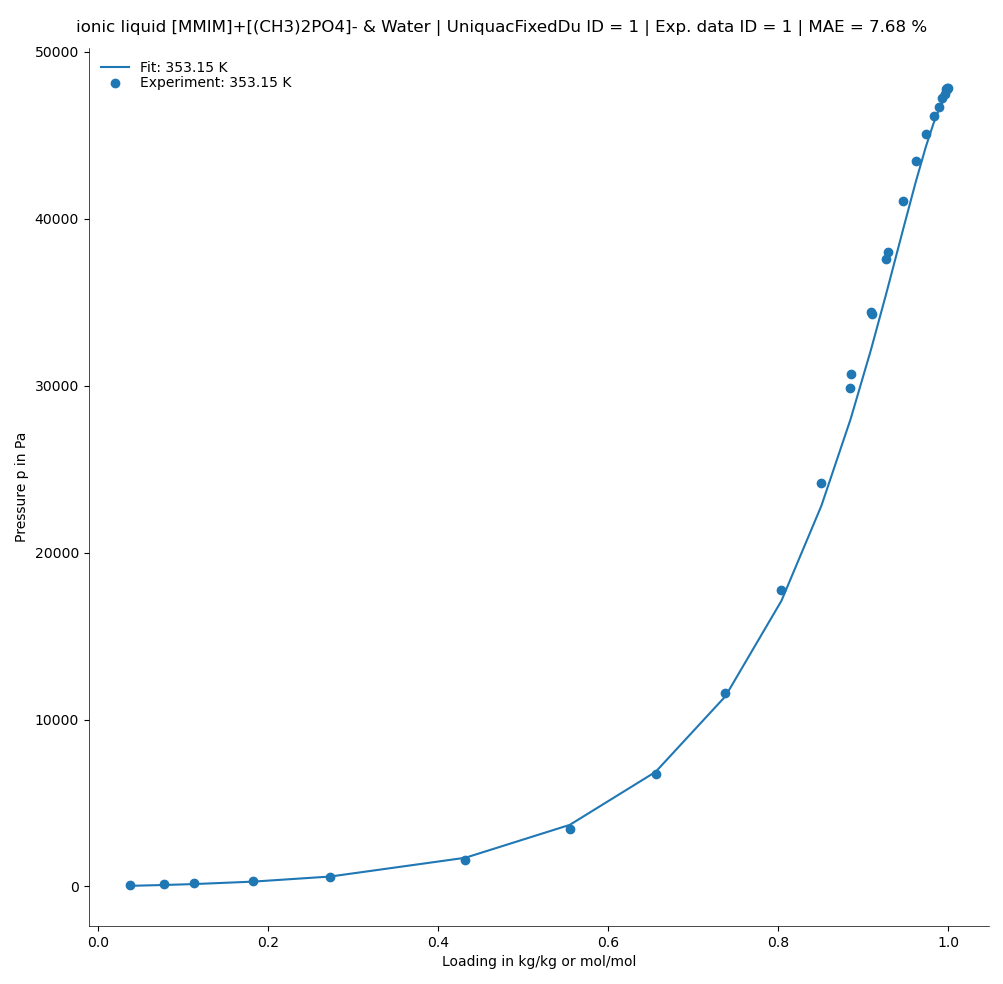 ionic liquid [MMIM]+[(CH3)2PO4]- & Water | UniquacFixedDu ID = 1 | Exp. data ID = 1 | MAE = 7.68 %
Fit: 353.15 K
Experiment: 353.15 K
50000
40000
30000
20000
10000
0
Pressure p in Pa
0.0 0.2 0.4 0.6 0.8 1.0
Loading in kg/kg or mol/mol